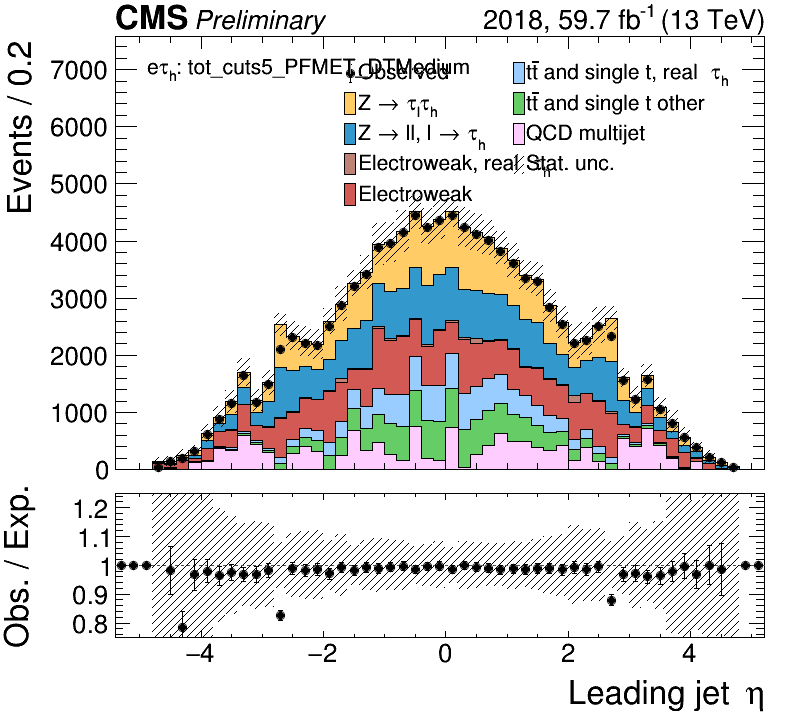 CMS Preliminary 2018, 59.7 fb⁻¹ (13 TeV)
eτh: tot_cuts5_PFMET_DTMedium
Observed
Z → τlτh
Z → ll, l → τh
Electroweak, real τh
Electroweak
tt̄ and single t, real τh
tt̄ and single t other
QCD multijet
Stat. unc.
Events / 0.2
7000
6000
5000
4000
3000
2000
1000
0
Obs. / Exp.
1.2
1.1
1
0.9
0.8
−4 −2 0 2 4
Leading jet η